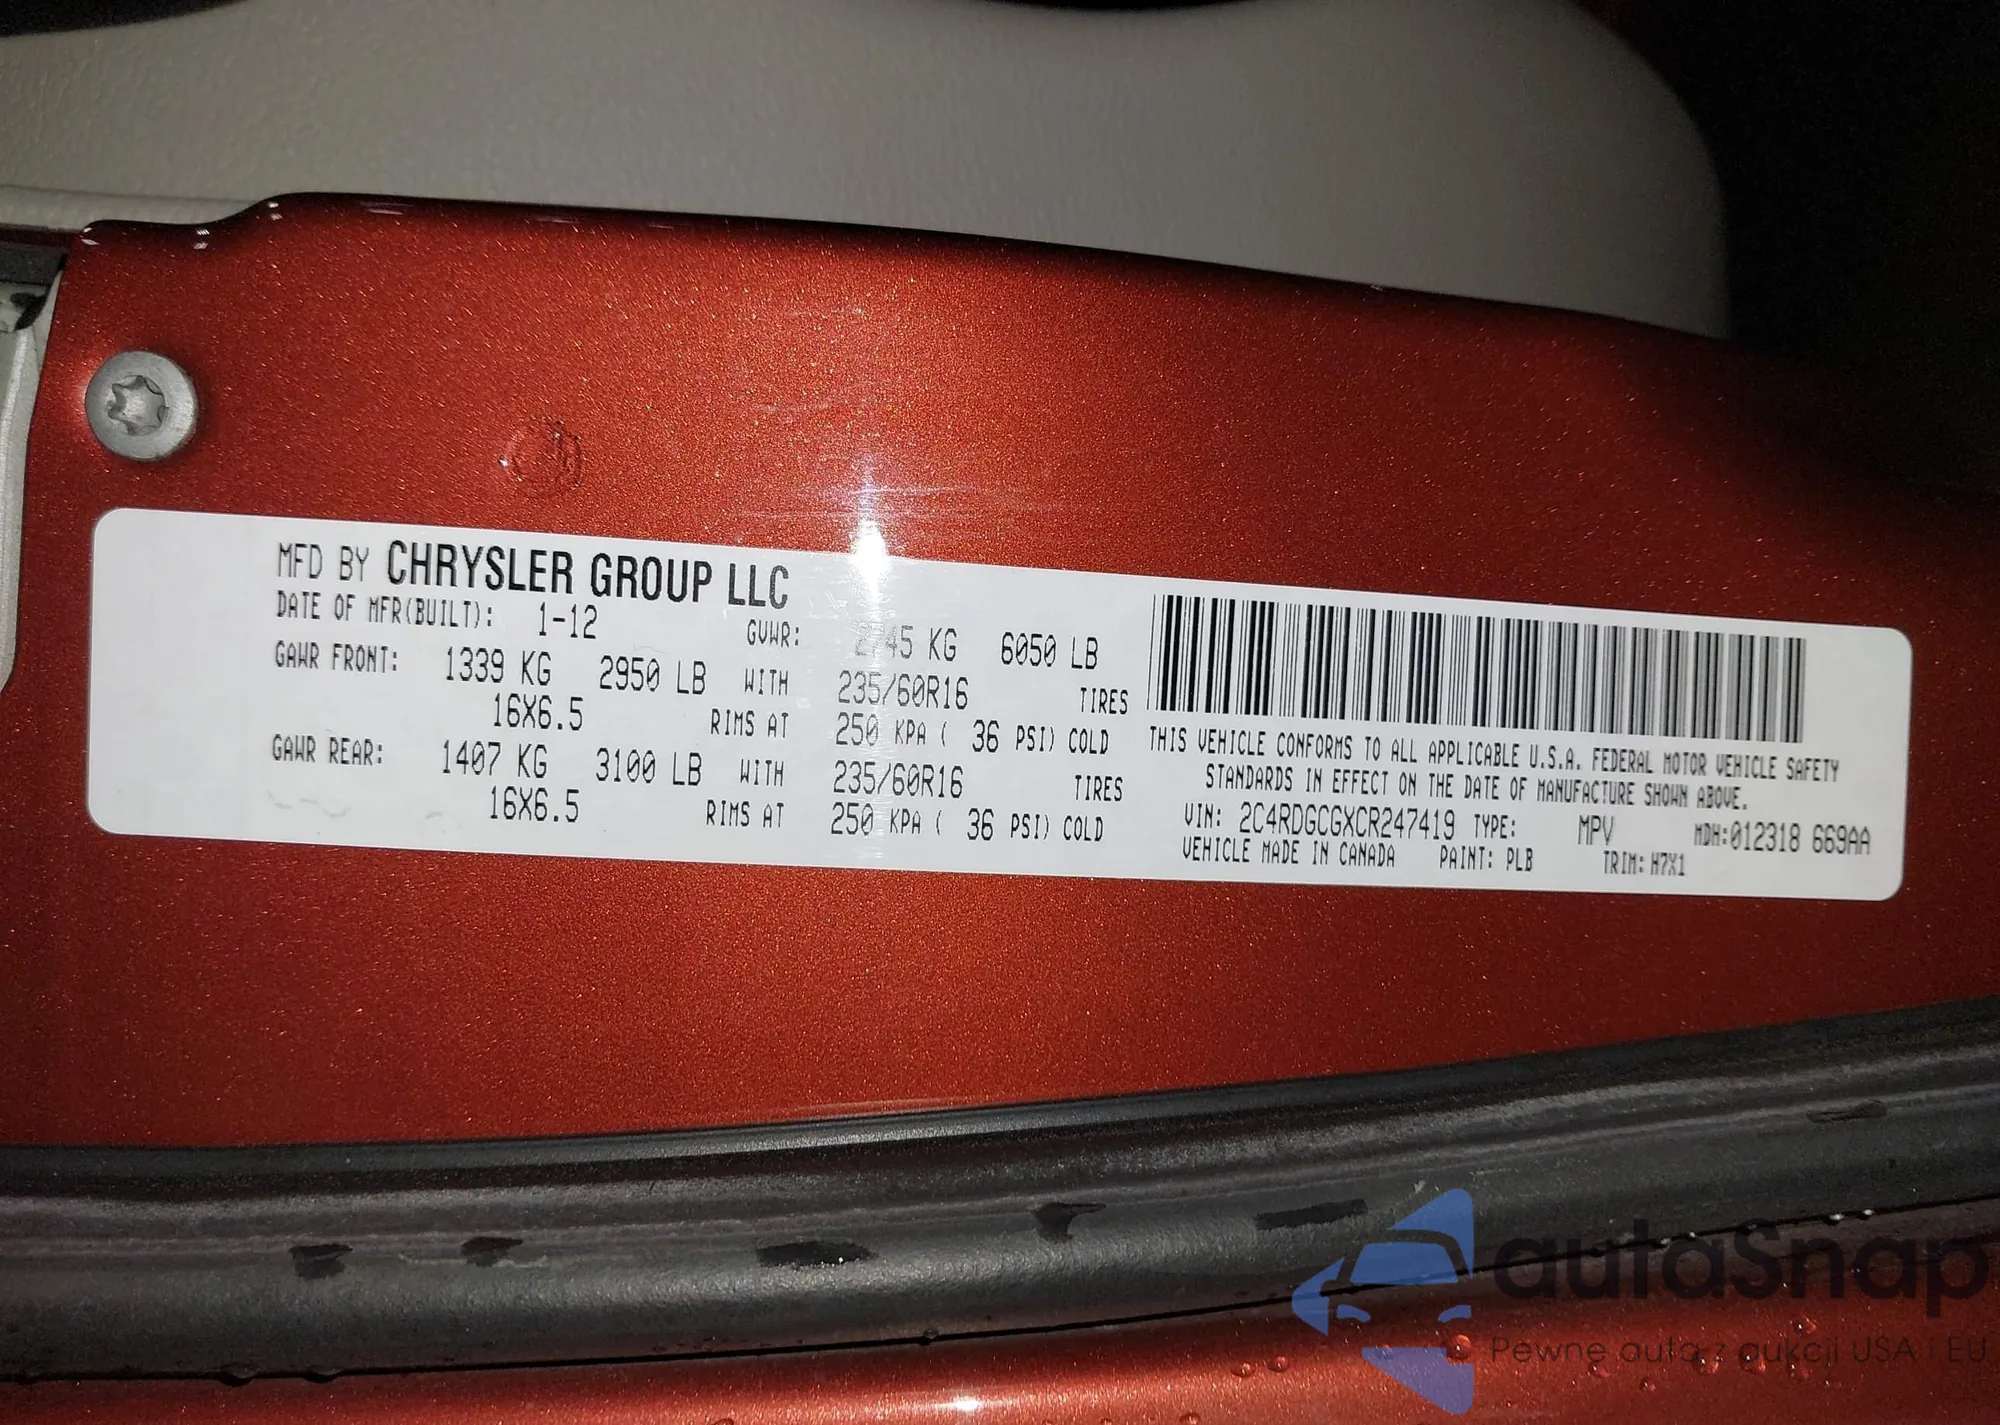 MFD BY CHRYSLER GROUP LLC
DATE OF MFR(BUILT): 1-12 GVWR: 2745 KG 6050 LB
GAWR FRONT: 1339 KG 2950 LB WITH 235/60R16 TIRES
16X6.5 RIMS AT 250 KPA ( 36 PSI) COLD
GAWR REAR: 1407 KG 3100 LB WITH 235/60R16 TIRES
16X6.5 RIMS AT 250 KPA ( 36 PSI) COLD
THIS VEHICLE CONFORMS TO ALL APPLICABLE U.S.A. FEDERAL MOTOR VEHICLE SAFETY
STANDARDS IN EFFECT ON THE DATE OF MANUFACTURE SHOWN ABOVE.
VIN: 2C4RDGCGXCR247419 TYPE: MPV MDH:012318 669AA
VEHICLE MADE IN CANADA PAINT: PLB TRIM: H7X1
autaSnap
Pewne auta z aukcji USA i EU